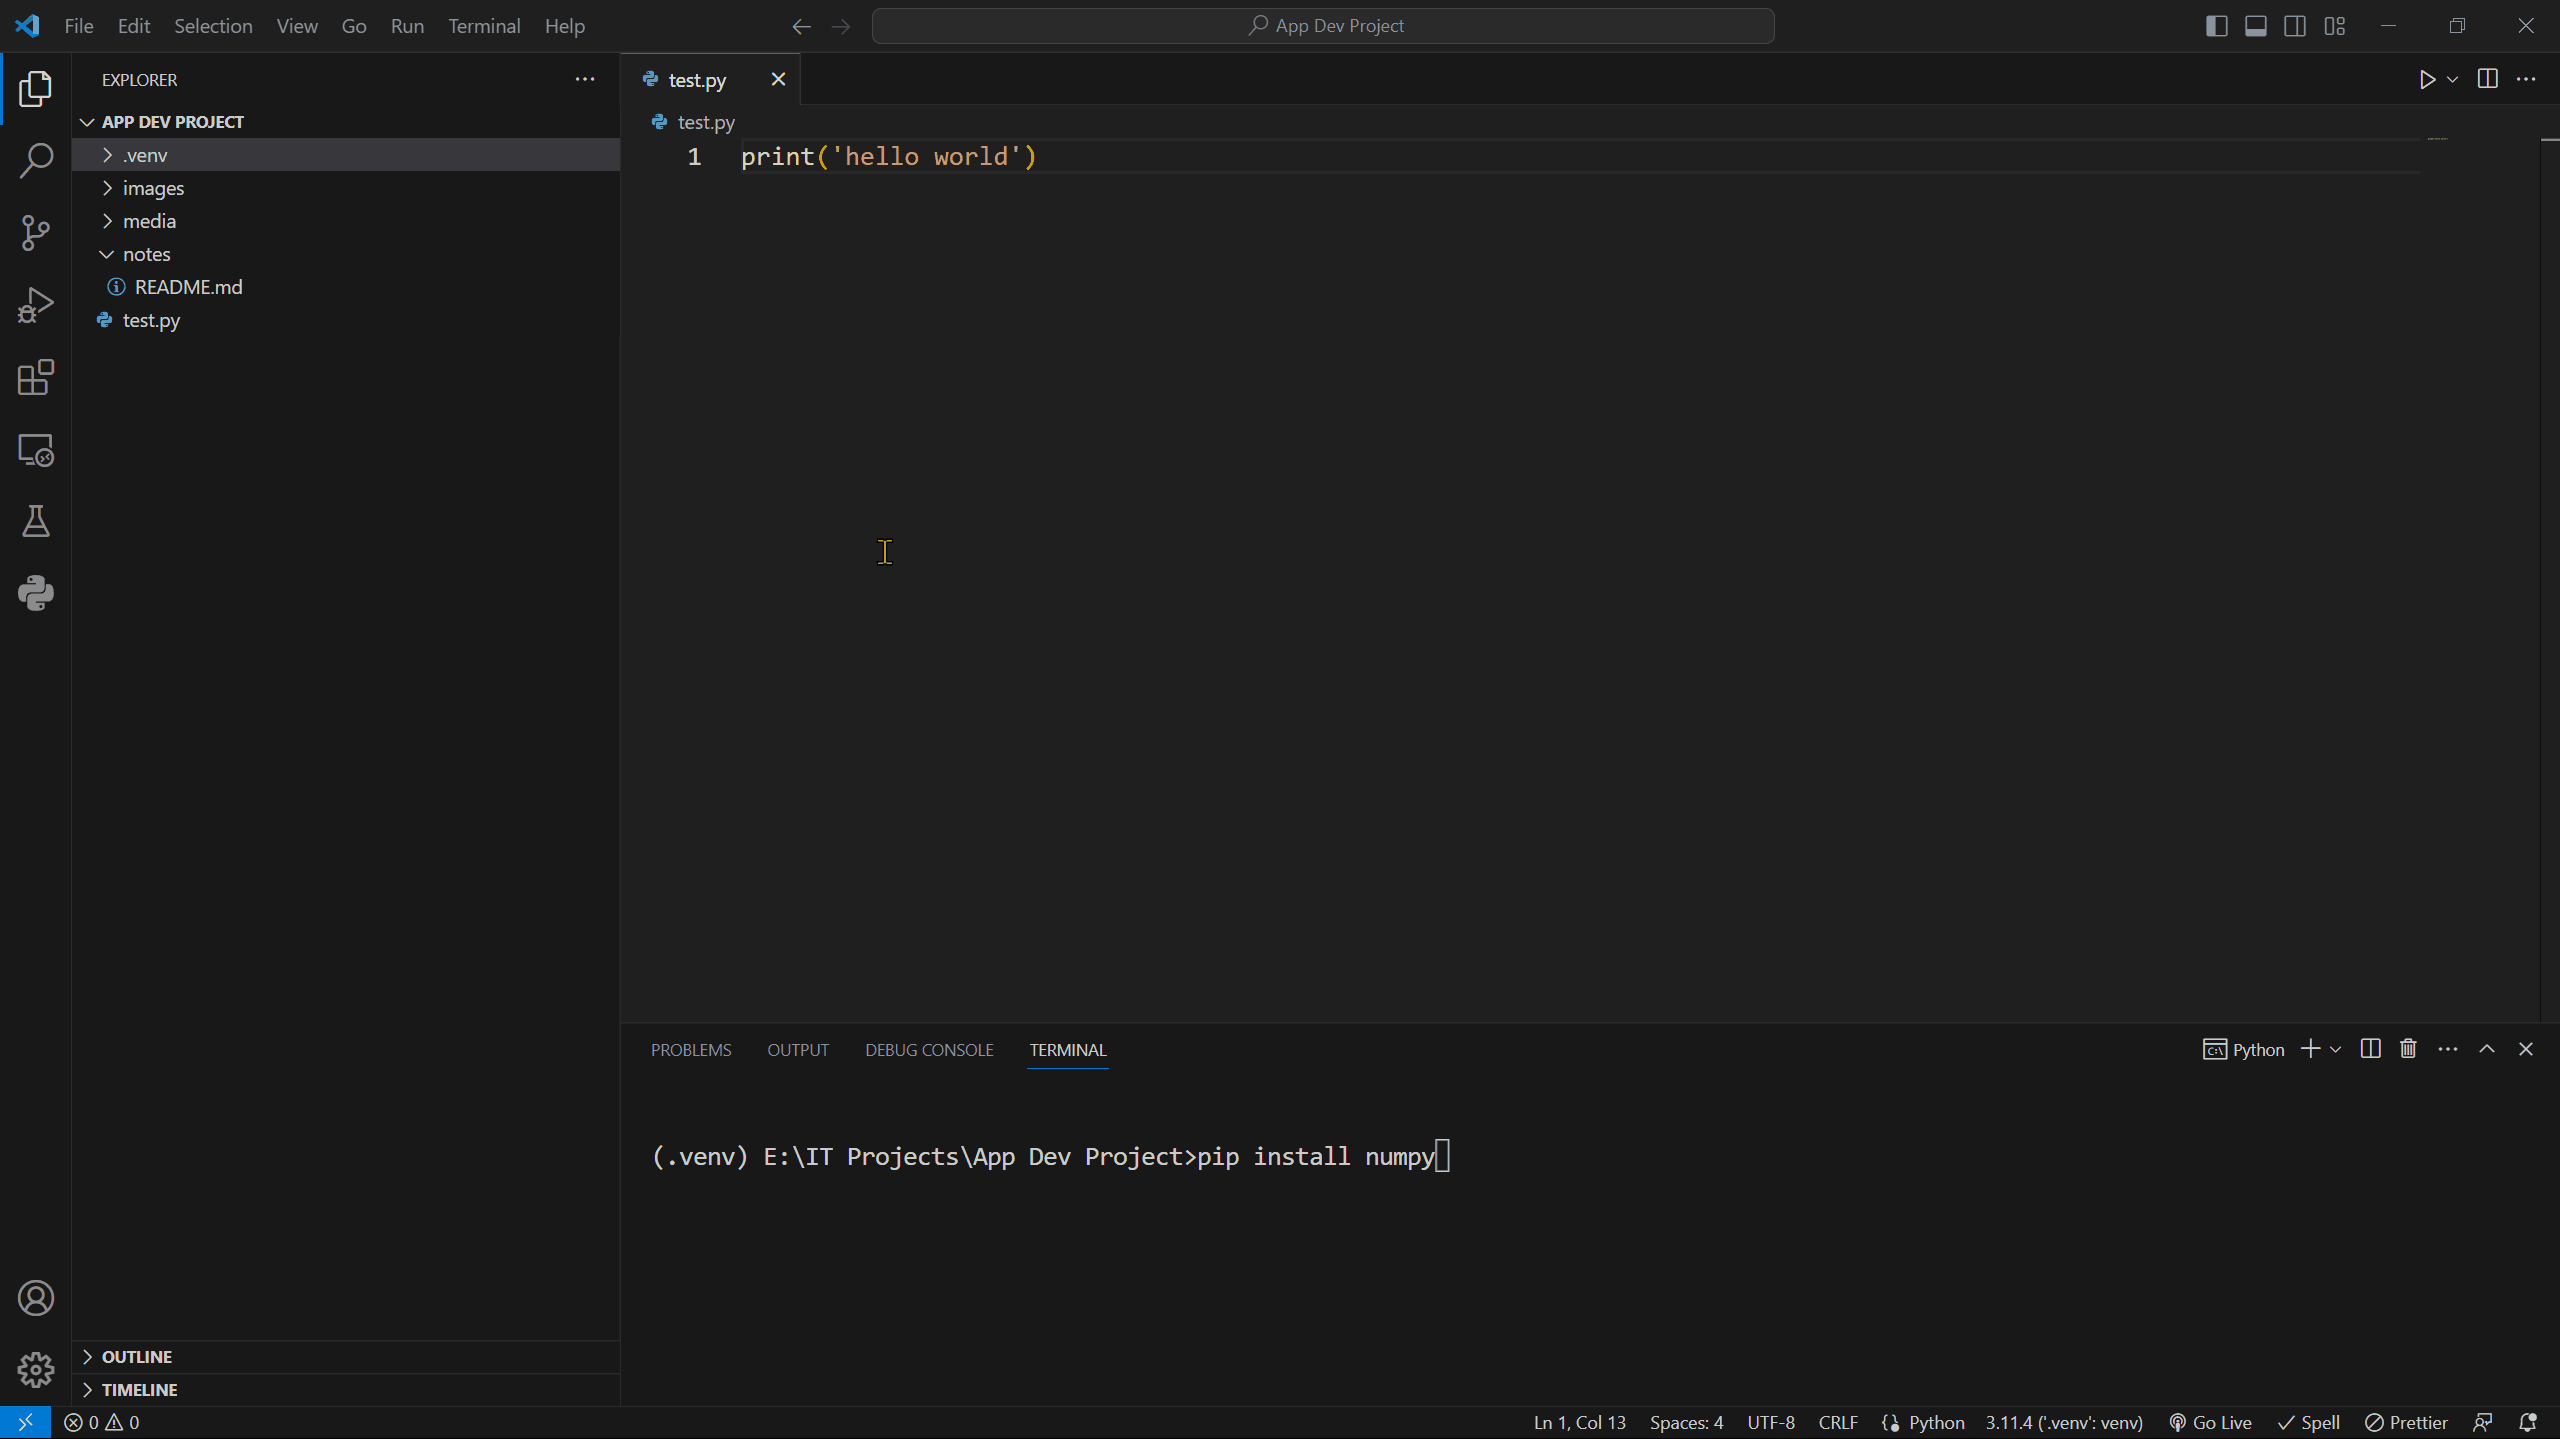 File Edit Selection View Go Run Terminal Help App Dev Project
EXPLORER
APP DEV PROJECT
.venv
images
media
notes
README.md
test.py
OUTLINE
TIMELINE
test.py
test.py
1 print('hello world')
PROBLEMS OUTPUT DEBUG CONSOLE TERMINAL Python
(.venv) E:\IT Projects\App Dev Project>pip install numpy
0 0 Ln 1, Col 13 Spaces: 4 UTF-8 CRLF Python 3.11.4 ('.venv': venv) Go Live Spell Prettier